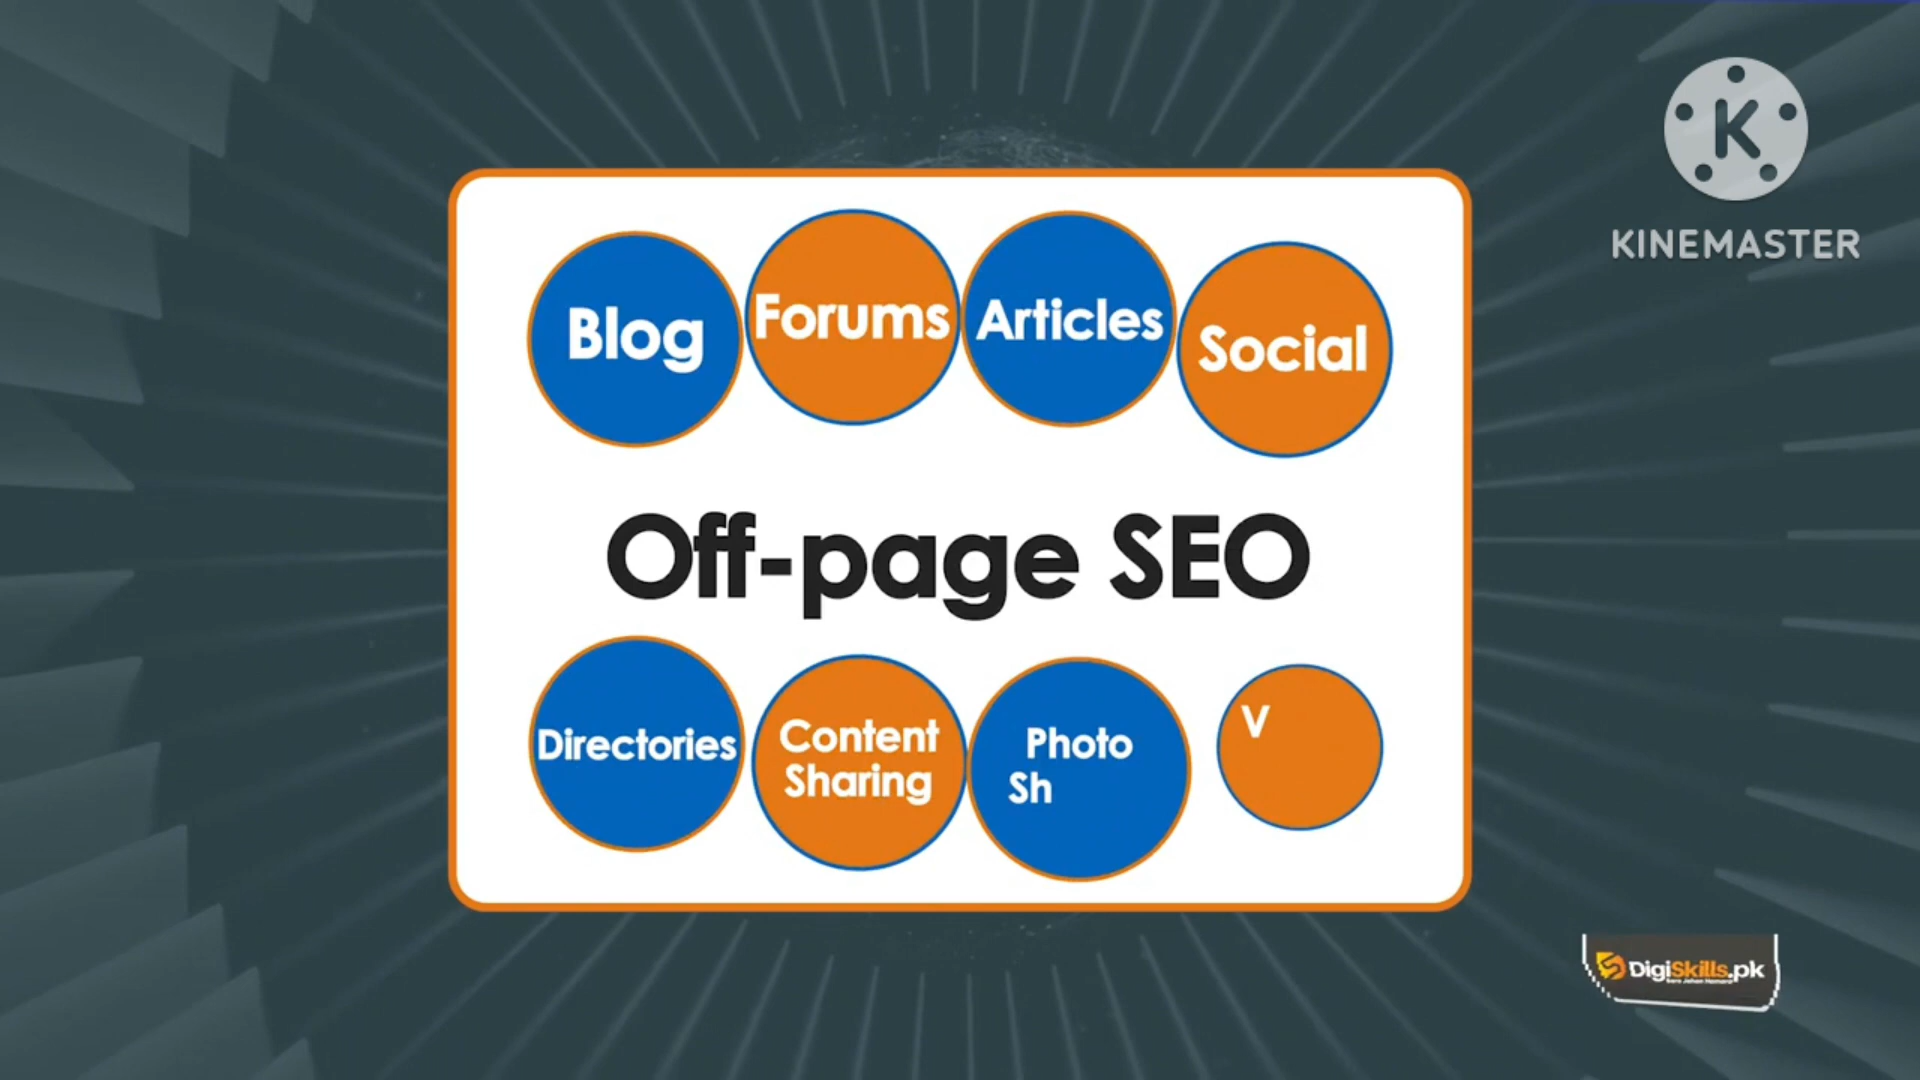 K
KINEMASTER
Blog
Forums
Articles
Social
Off-page SEO
Directories
Content
Sharing
Photo
Sh
V
DigiSkills.pk